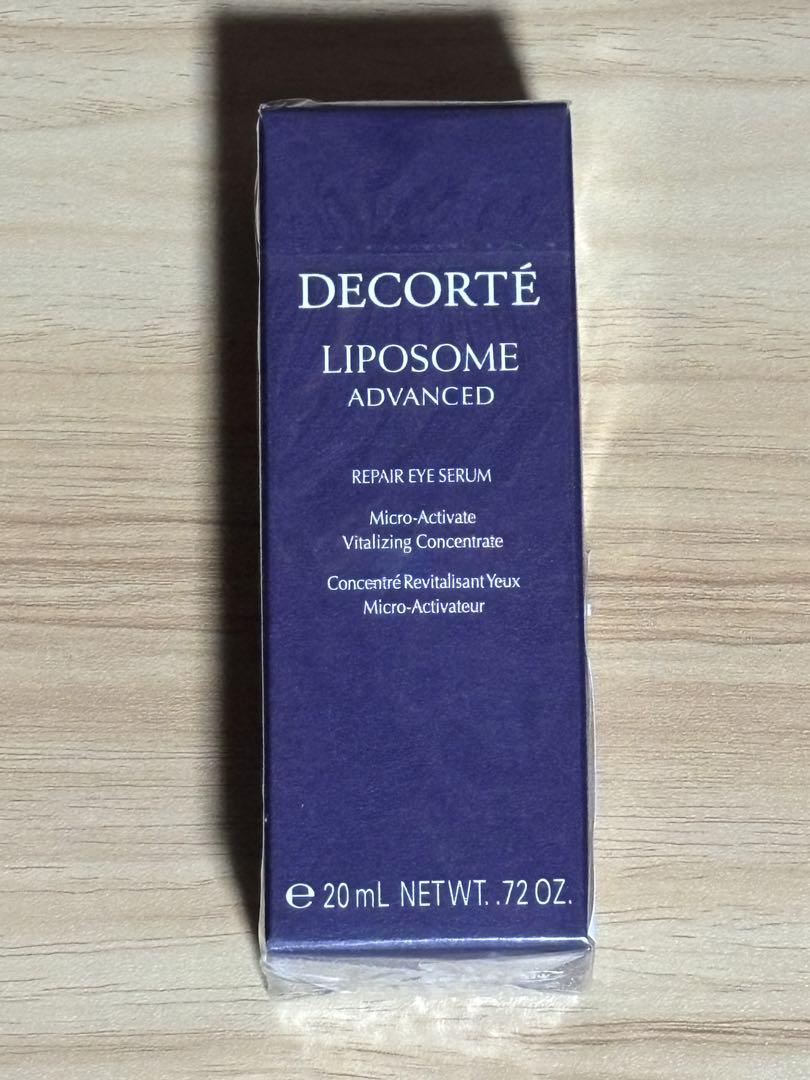 DECORTÉ
LIPOSOME
ADVANCED
REPAIR EYE SERUM
Micro-Activate
Vitalizing Concentrate
Concentré Revitalisant Yeux
Micro-Activateur
℮ 20 mL NET WT. .72 OZ.